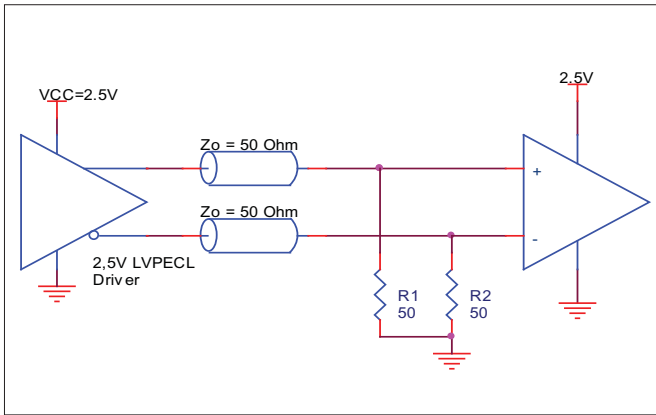 VCC=2.5V
2.5V
Zo = 50 Ohm
+
Zo = 50 Ohm
-
2,5V LVPECL
Driver
R1
50
R2
50